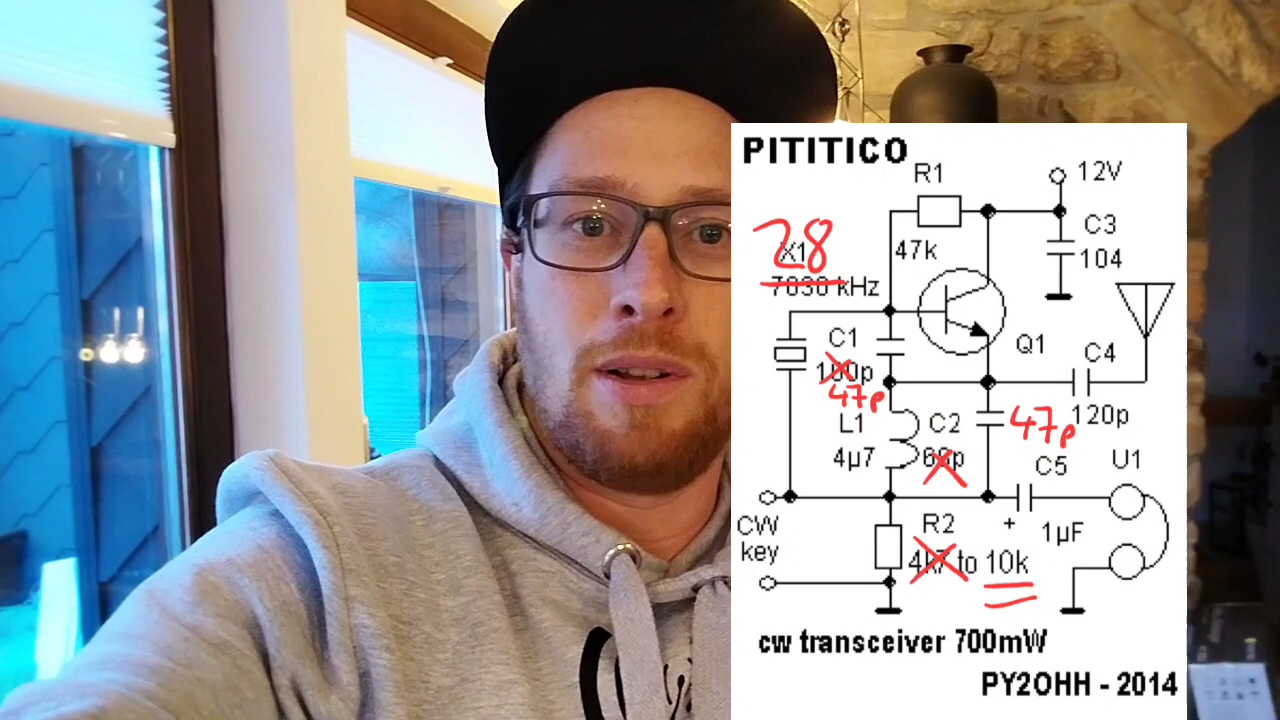 PITITICO
R1
12V
28
X1
7030 kHz
47k
C3
104
C1
100p
47p
Q1
C4
120p
L1
4µ7
C2
68p
47p
C5
1µF
U1
CW
key
+
R2
4k7 to 10k
cw transceiver 700mW
PY2OHH - 2014